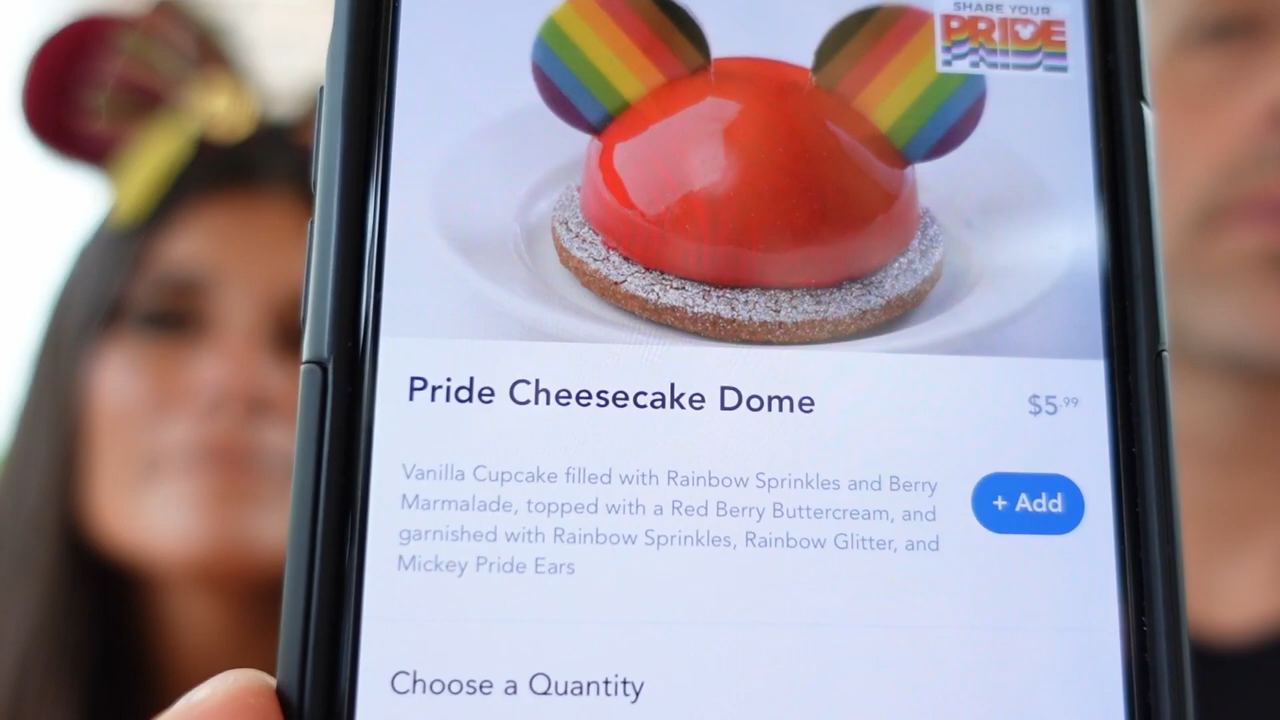 SHARE YOUR
PRIDE
Pride Cheesecake Dome
$5.99
Vanilla Cupcake filled with Rainbow Sprinkles and Berry
Marmalade, topped with a Red Berry Buttercream, and
garnished with Rainbow Sprinkles, Rainbow Glitter, and
Mickey Pride Ears
+ Add
Choose a Quantity